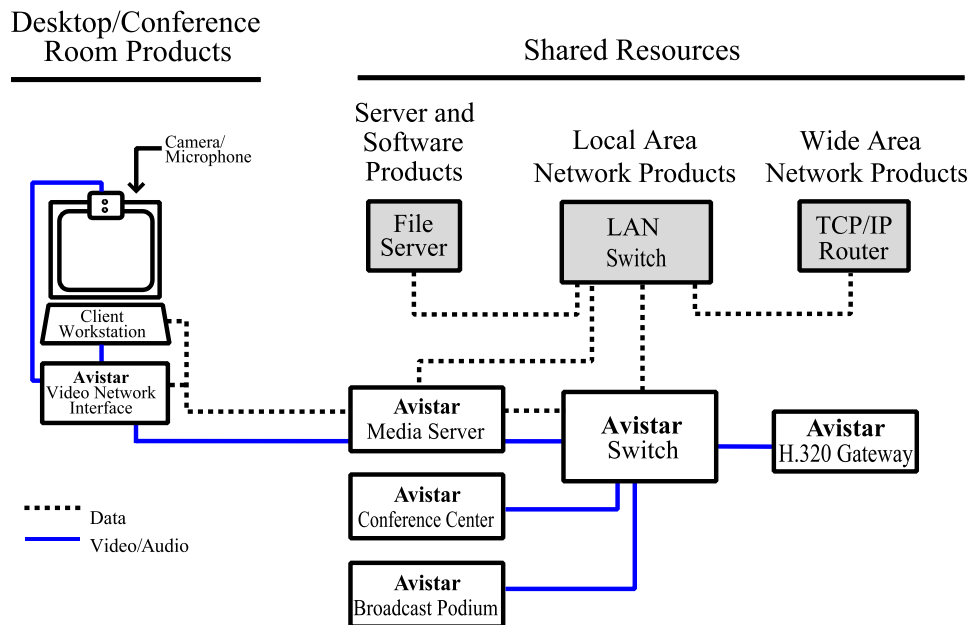 Desktop/Conference
Room Products
Shared Resources
Camera/
Microphone
Server and
Software
Products
Local Area
Network Products
Wide Area
Network Products
File
Server
LAN
Switch
TCP/IP
Router
Client
Workstation
Avistar
Video Network
Interface
Avistar
Media Server
Avistar
Switch
Avistar
H.320 Gateway
Avistar
Conference Center
Avistar
Broadcast Podium
Data
Video/Audio